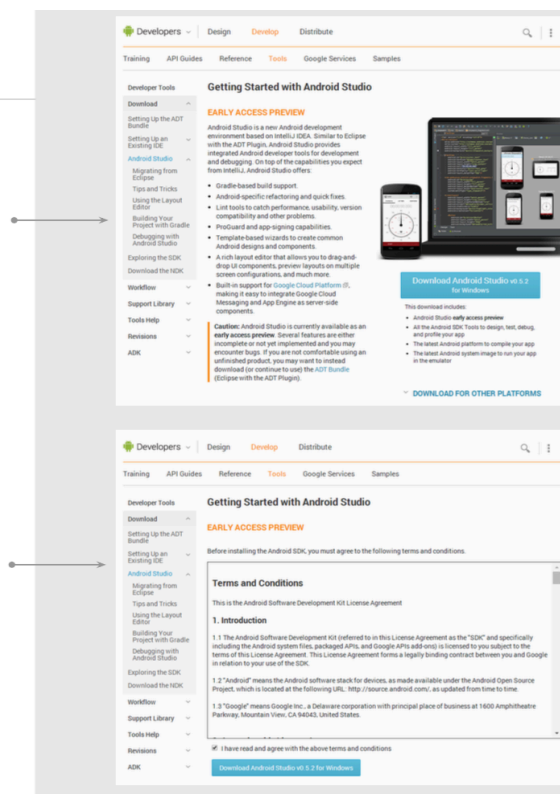 Developers
Design Develop Distribute
Training API Guides Reference Tools Google Services Samples
Developer Tools
Download
Setting Up the ADT
Bundle
Setting Up an
Existing IDE
Android Studio
Migrating from
Eclipse
Tips and Tricks
Using the Layout
Editor
Building Your
Project with Gradle
Debugging with
Android Studio
Exploring the SDK
Download the NDK
Workflow
Support Library
Tools Help
Revisions
ADK
Getting Started with Android Studio
EARLY ACCESS PREVIEW
Android Studio is a new Android development
environment based on IntelliJ IDEA. Similar to Eclipse
with the ADT Plugin, Android Studio provides
integrated Android developer tools for development
and debugging. On top of the capabilities you expect
from IntelliJ, Android Studio offers:
• Gradle-based build support.
• Android-specific refactoring and quick fixes.
• Lint tools to catch performance, usability, version
compatibility and other problems.
• ProGuard and app-signing capabilities.
• Template-based wizards to create common
Android designs and components.
• A rich layout editor that allows you to drag-and-
drop UI components, preview layouts on multiple
screen configurations, and much more.
• Built-in support for Google Cloud Platform,
making it easy to integrate Google Cloud
Messaging and App Engine as server-side
components.
Caution: Android Studio is currently available as an
early access preview. Several features are either
incomplete or not yet implemented and you may
encounter bugs. If you are not comfortable using an
unfinished product, you may want to instead
download (or continue to use) the ADT Bundle
(Eclipse with the ADT Plugin).
Download Android Studio v0.5.2
for Windows
This download includes:
• Android Studio early access preview
• All the Android SDK Tools to design, test, debug,
and profile your app
• The latest Android platform to compile your app
• The latest Android system-image to run your app
in the emulator
DOWNLOAD FOR OTHER PLATFORMS
Developers
Design Develop Distribute
Training API Guides Reference Tools Google Services Samples
Developer Tools
Download
Setting Up the ADT
Bundle
Setting Up an
Existing IDE
Android Studio
Migrating from
Eclipse
Tips and Tricks
Using the Layout
Editor
Building Your
Project with Gradle
Debugging with
Android Studio
Exploring the SDK
Download the NDK
Workflow
Support Library
Tools Help
Revisions
ADK
Getting Started with Android Studio
EARLY ACCESS PREVIEW
Before installing the Android SDK, you must agree to the following terms and conditions.
Terms and Conditions
This is the Android Software Development Kit License Agreement
1. Introduction
1.1 The Android Software Development Kit (referred to in this License Agreement as the "SDK" and specifically
including the Android system files, packaged APIs, and Google APIs add-ons) is licensed to you subject to the
terms of this License Agreement. This License Agreement forms a legally binding contract between you and Google
in relation to your use of the SDK.
1.2 "Android" means the Android software stack for devices, as made available under the Android Open Source
Project, which is located at the following URL: http://source.android.com/, as updated from time to time.
1.3 "Google" means Google Inc., a Delaware corporation with principal place of business at 1600 Amphitheatre
Parkway, Mountain View, CA 94043, United States.
I have read and agree with the above terms and conditions
Download Android Studio v0.5.2 for Windows